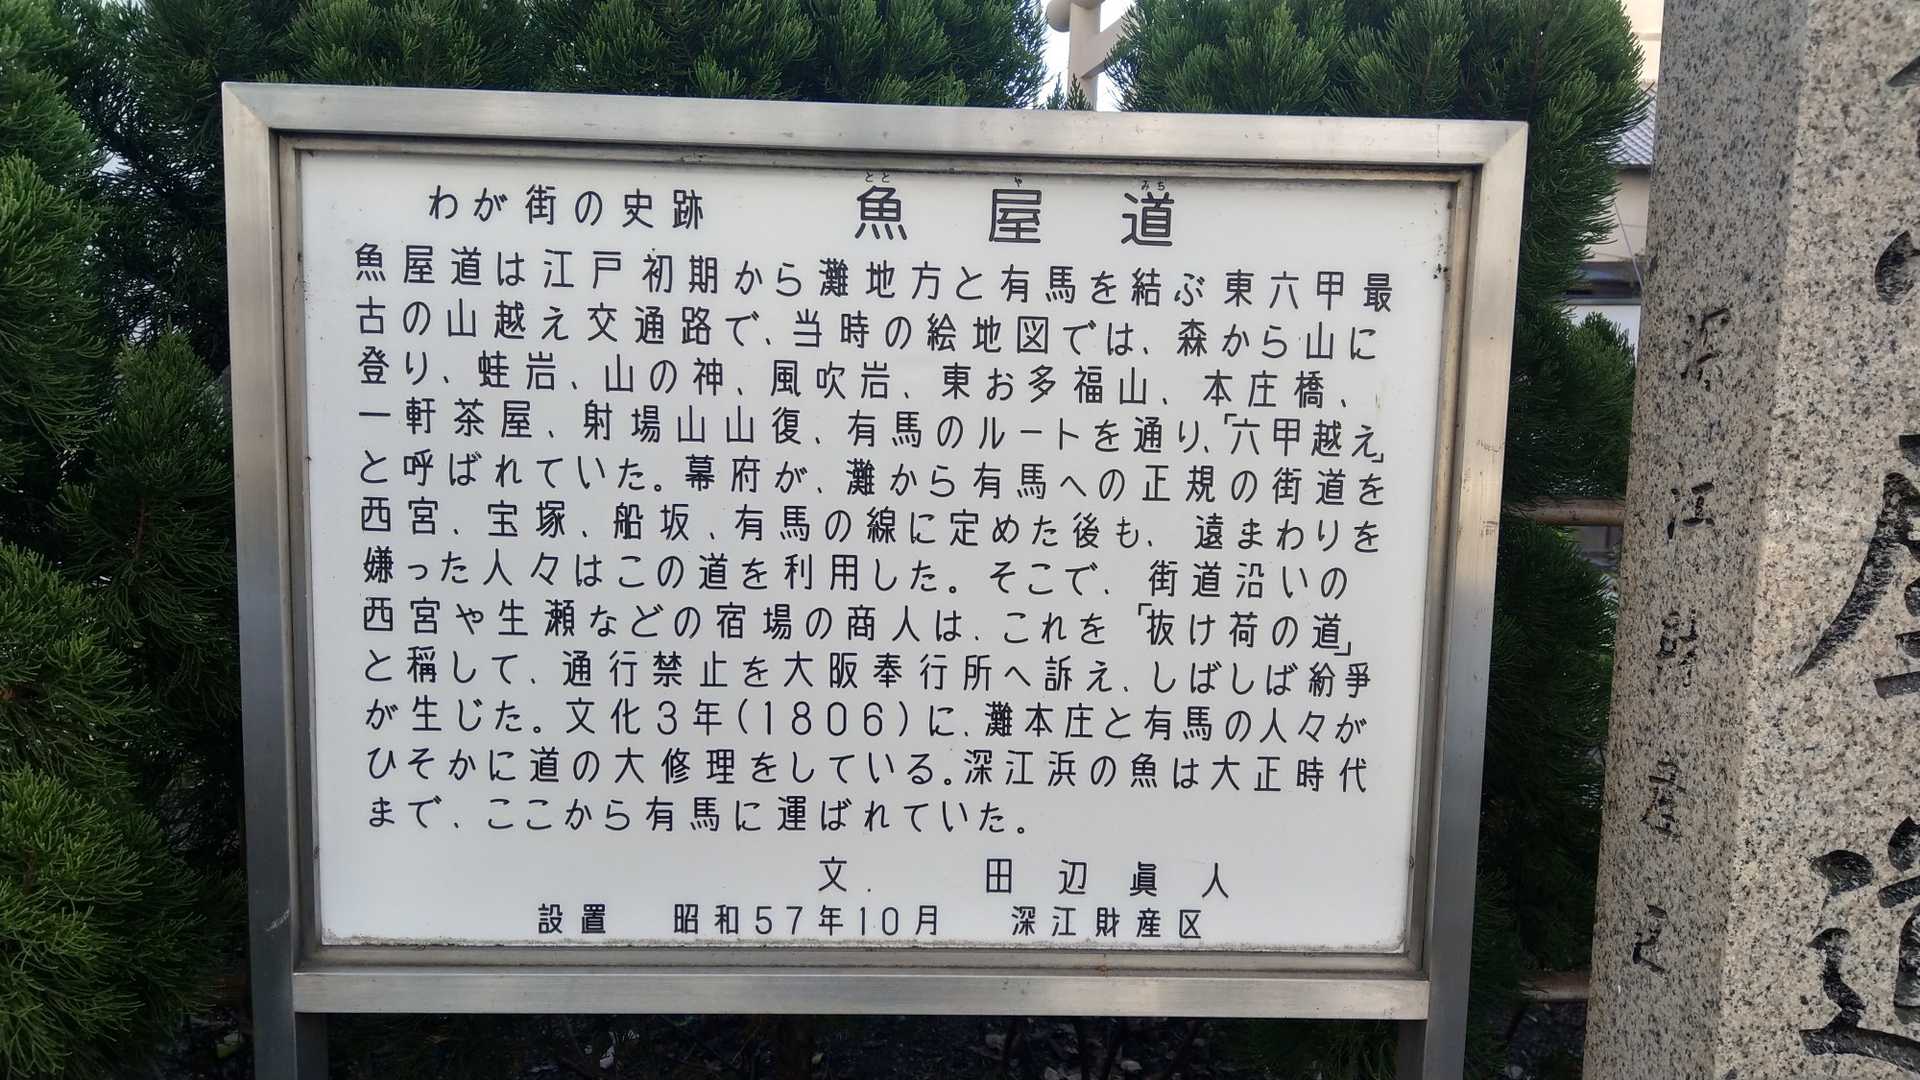 わが街の史跡　魚屋道
とと　や　みち
魚屋道は江戸初期から灘地方と有馬を結ぶ東六甲最
古の山越え交通路で、当時の絵地図では、森から山に
登り、蛙岩、山の神、風吹岩、東お多福山、本庄橋、
一軒茶屋、射場山山復、有馬のルートを通り、「六甲越え」
と呼ばれていた。幕府が、灘から有馬への正規の街道を
西宮、宝塚、船坂、有馬の線に定めた後も、遠まわりを
嫌った人々はこの道を利用した。そこで、街道沿いの
西宮や生瀬などの宿場の商人は、これを「抜け荷の道」
と稱して、通行禁止を大阪奉行所へ訴え、しばしば紛爭
が生じた。文化3年(1806)に、灘本庄と有馬の人々が
ひそかに道の大修理をしている。深江浜の魚は大正時代
まで、ここから有馬に運ばれていた。
文.　田辺眞人
設置　昭和57年10月　深江財産区
屋道
深江財産区